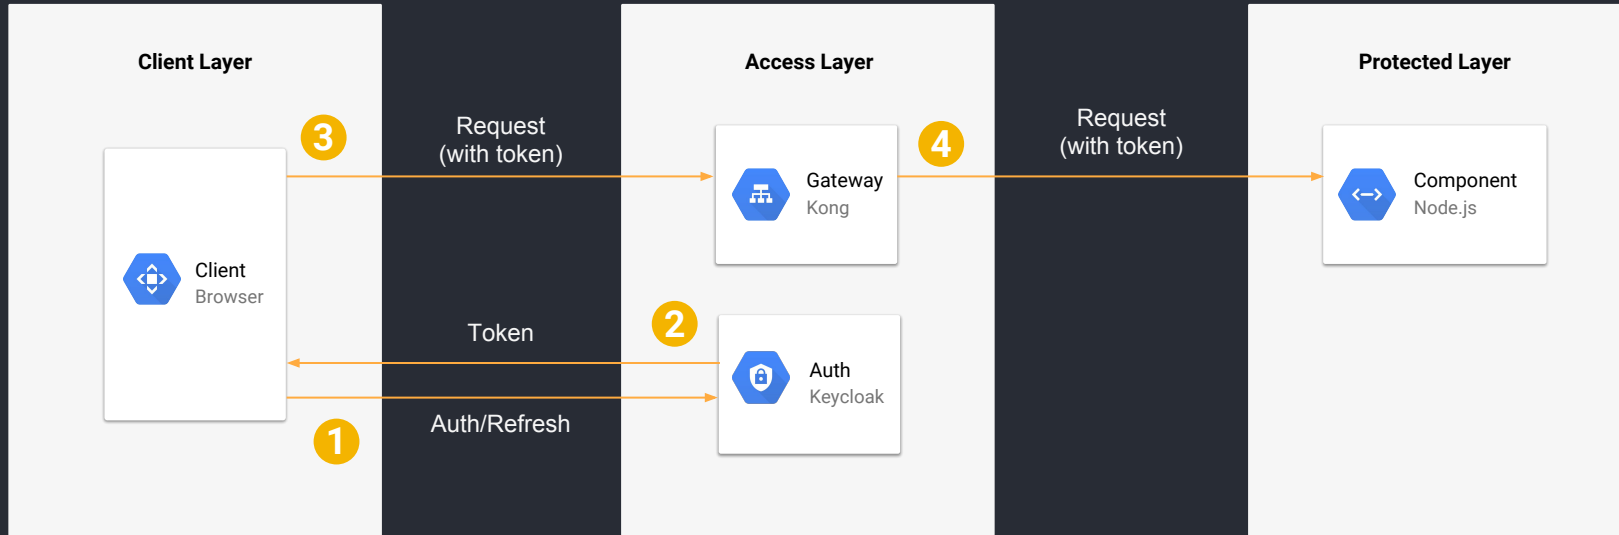 Client Layer
Access Layer
Protected Layer
3
Request
(with token)
4
Request
(with token)
Gateway
Kong
Component
Node.js
Client
Browser
Token
2
Auth
Keycloak
Auth/Refresh
1